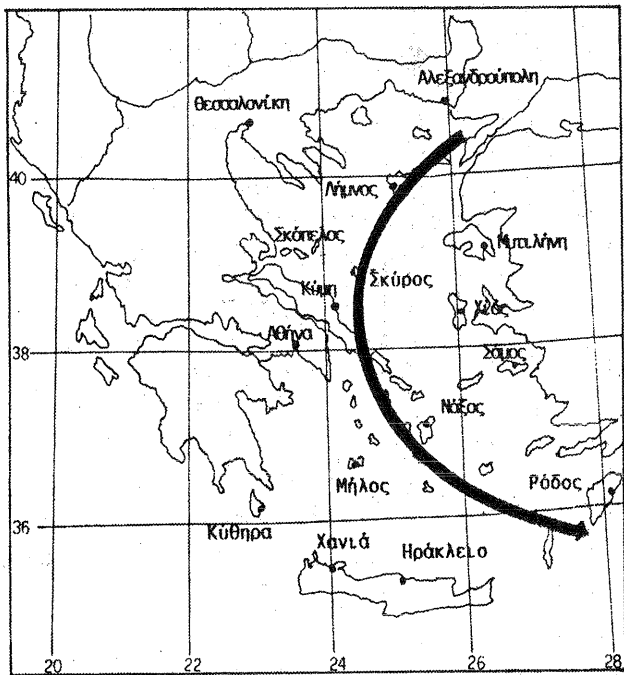 Αλεξανδρούπολη
Θεσσαλονίκη
40
Λήμνος
Σκόπελος
Μυτιλήνη
Σκύρος
Κύμη
Χίος
Αθήνα
38
Σάμος
Νάξος
Μήλος
Ρόδος
36
Κύθηρα
Χανιά
Ηράκλειο
20
22
24
26
28